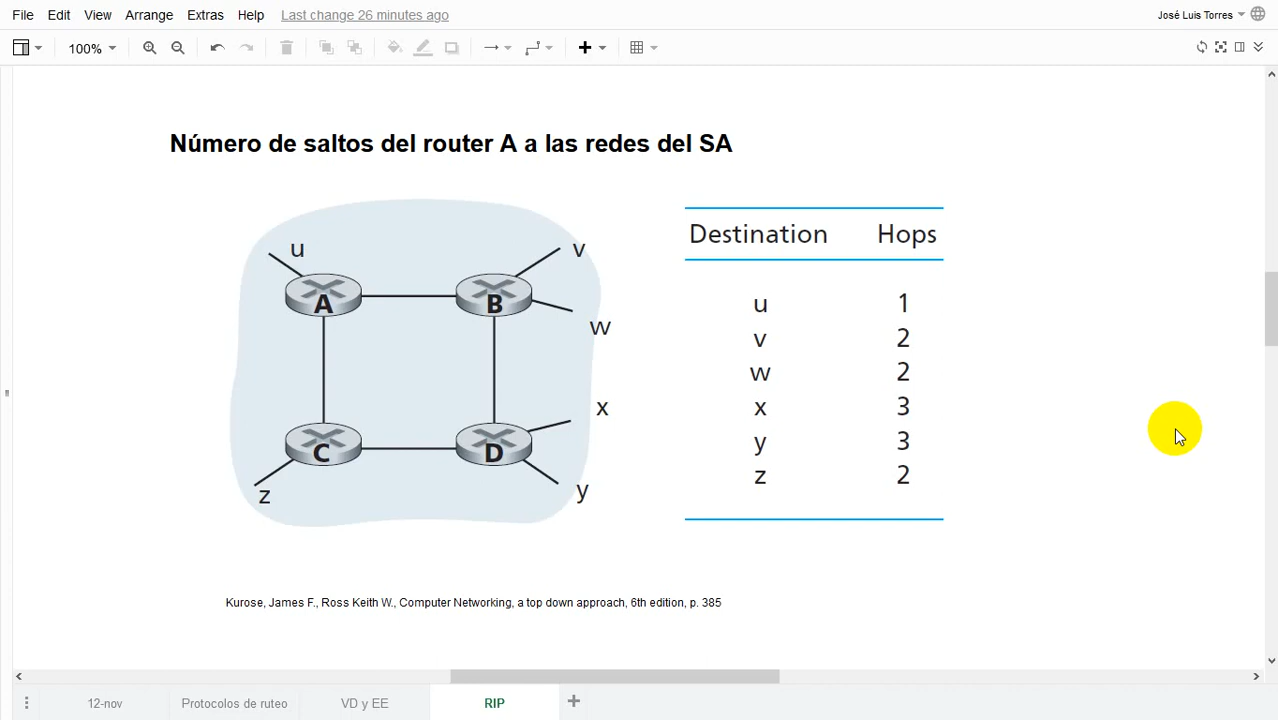 File Edit View Arrange Extras Help Last change 26 minutes ago José Luis Torres
100%
Número de saltos del router A a las redes del SA
u
v
A
B
w
x
C
D
z
y
Destination Hops
u 1
v 2
w 2
x 3
y 3
z 2
Kurose, James F., Ross Keith W., Computer Networking, a top down approach, 6th edition, p. 385
12-nov Protocolos de ruteo VD y EE RIP